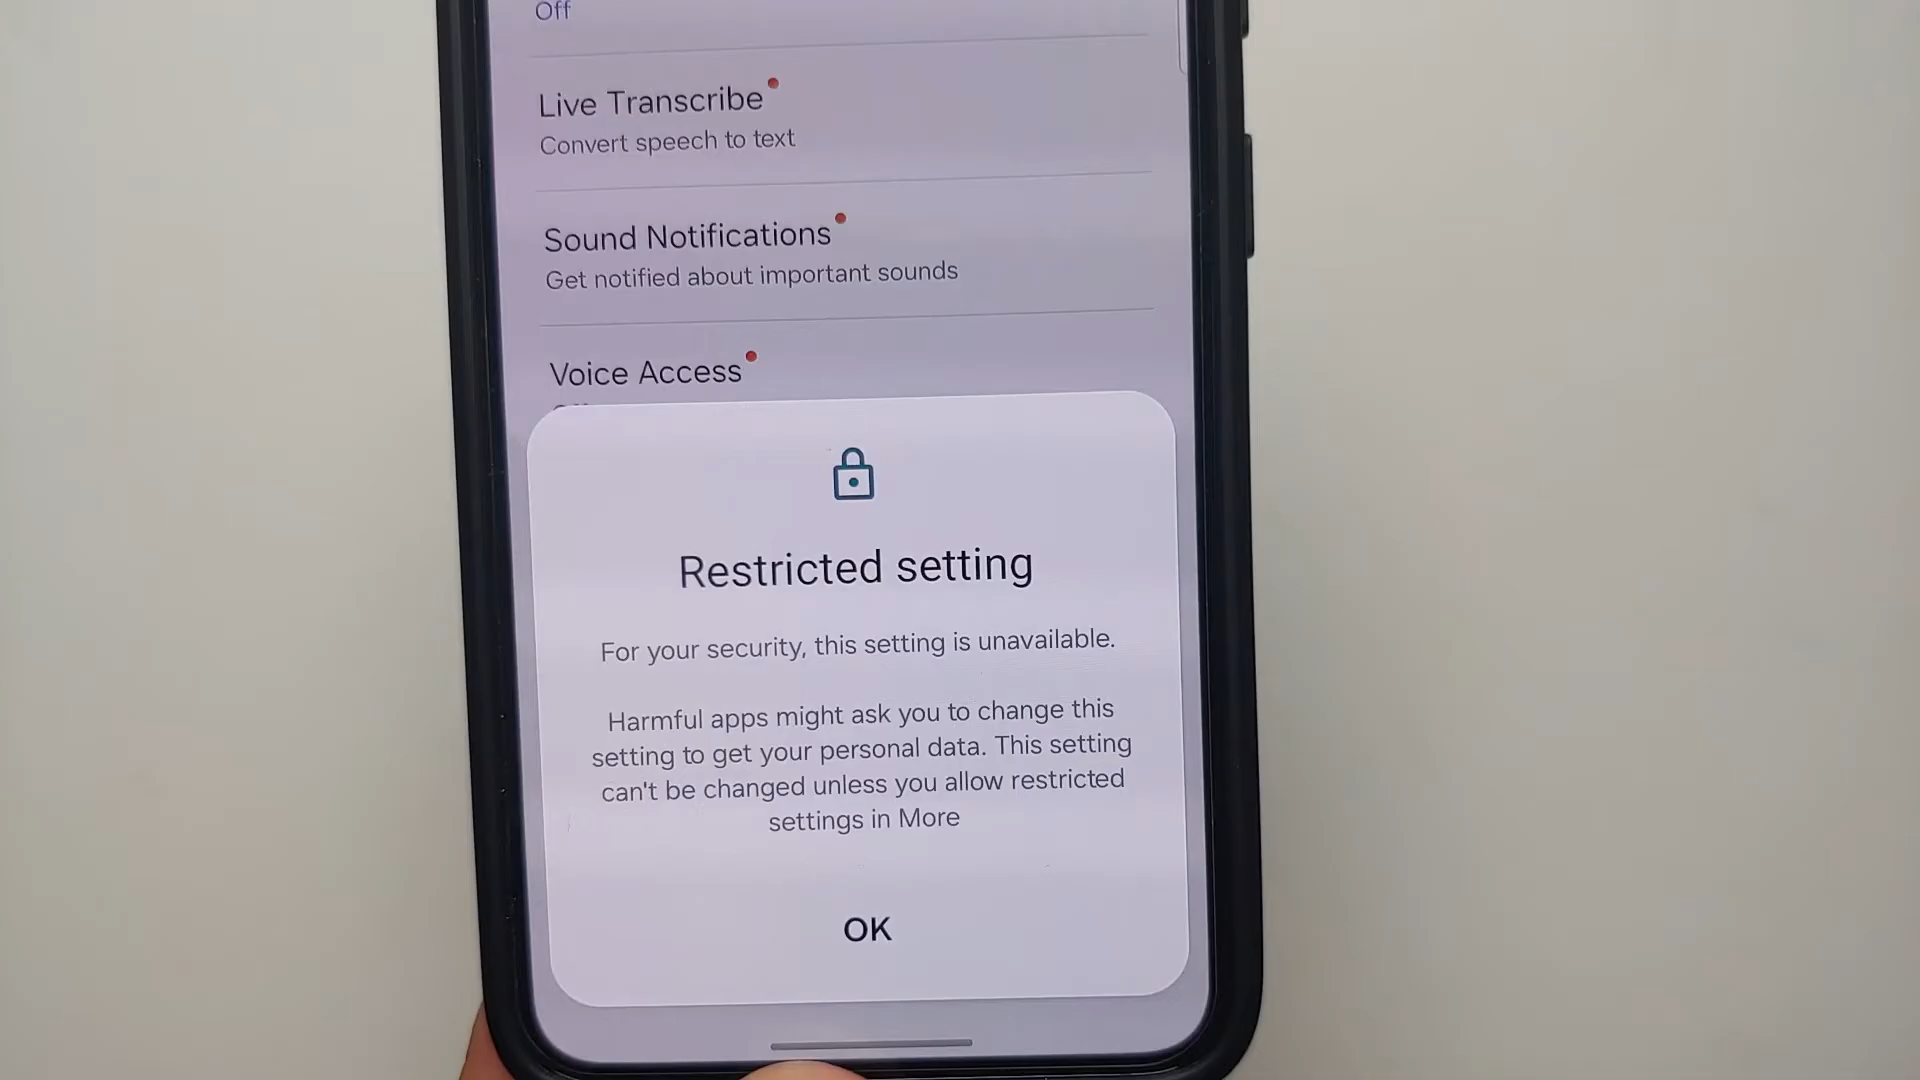 Off
Live Transcribe
Convert speech to text
Sound Notifications
Get notified about important sounds
Voice Access
Restricted setting
For your security, this setting is unavailable.
Harmful apps might ask you to change this
setting to get your personal data. This setting
can't be changed unless you allow restricted
settings in More
OK